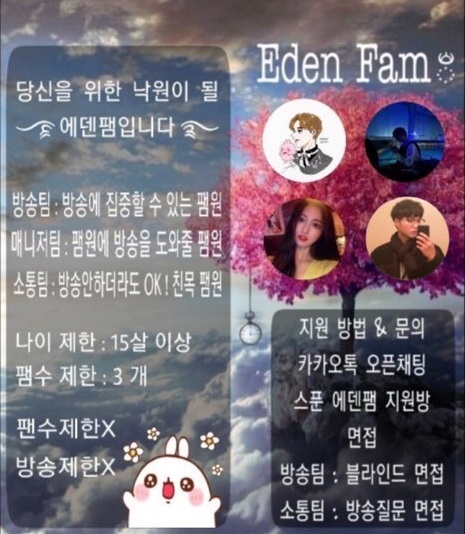 Eden Fam
당신을 위한 낙원이 될
에덴팸입니다
방송팀 : 방송에 집중할 수 있는 팸원
매니저팀 : 팸원에 방송을 도와줄 팸원
소통팀 : 방송안하더라도 OK ! 친목 팸원
나이 제한 : 15살 이상
팸수 제한 : 3 개
팬수제한X
방송제한X
지원 방법 & 문의
카카오톡 오픈채팅
스푼 에덴팸 지원방
면접
방송팀 : 블라인드 면접
소통팀 : 방송질문 면접